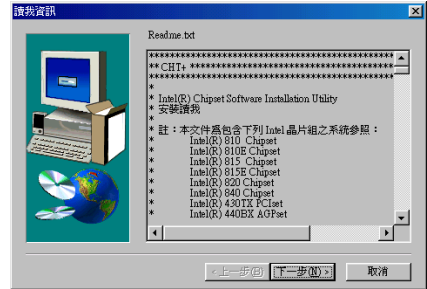 讀我資訊
Readme.txt
**************************************************
** CHT+ *****************************************
**************************************************
*
* Intel(R) Chipset Software Installation Utility
* 安裝讀我
*
* 註：本文件為包含下列 Intel 晶片組之系統參照：
* Intel(R) 810 Chipset
* Intel(R) 810E Chipset
* Intel(R) 815 Chipset
* Intel(R) 815E Chipset
* Intel(R) 820 Chipset
* Intel(R) 840 Chipset
* Intel(R) 430TX PCIset
* Intel(R) 440BX AGPset
<上一步(B) 下一步(N)> 取消